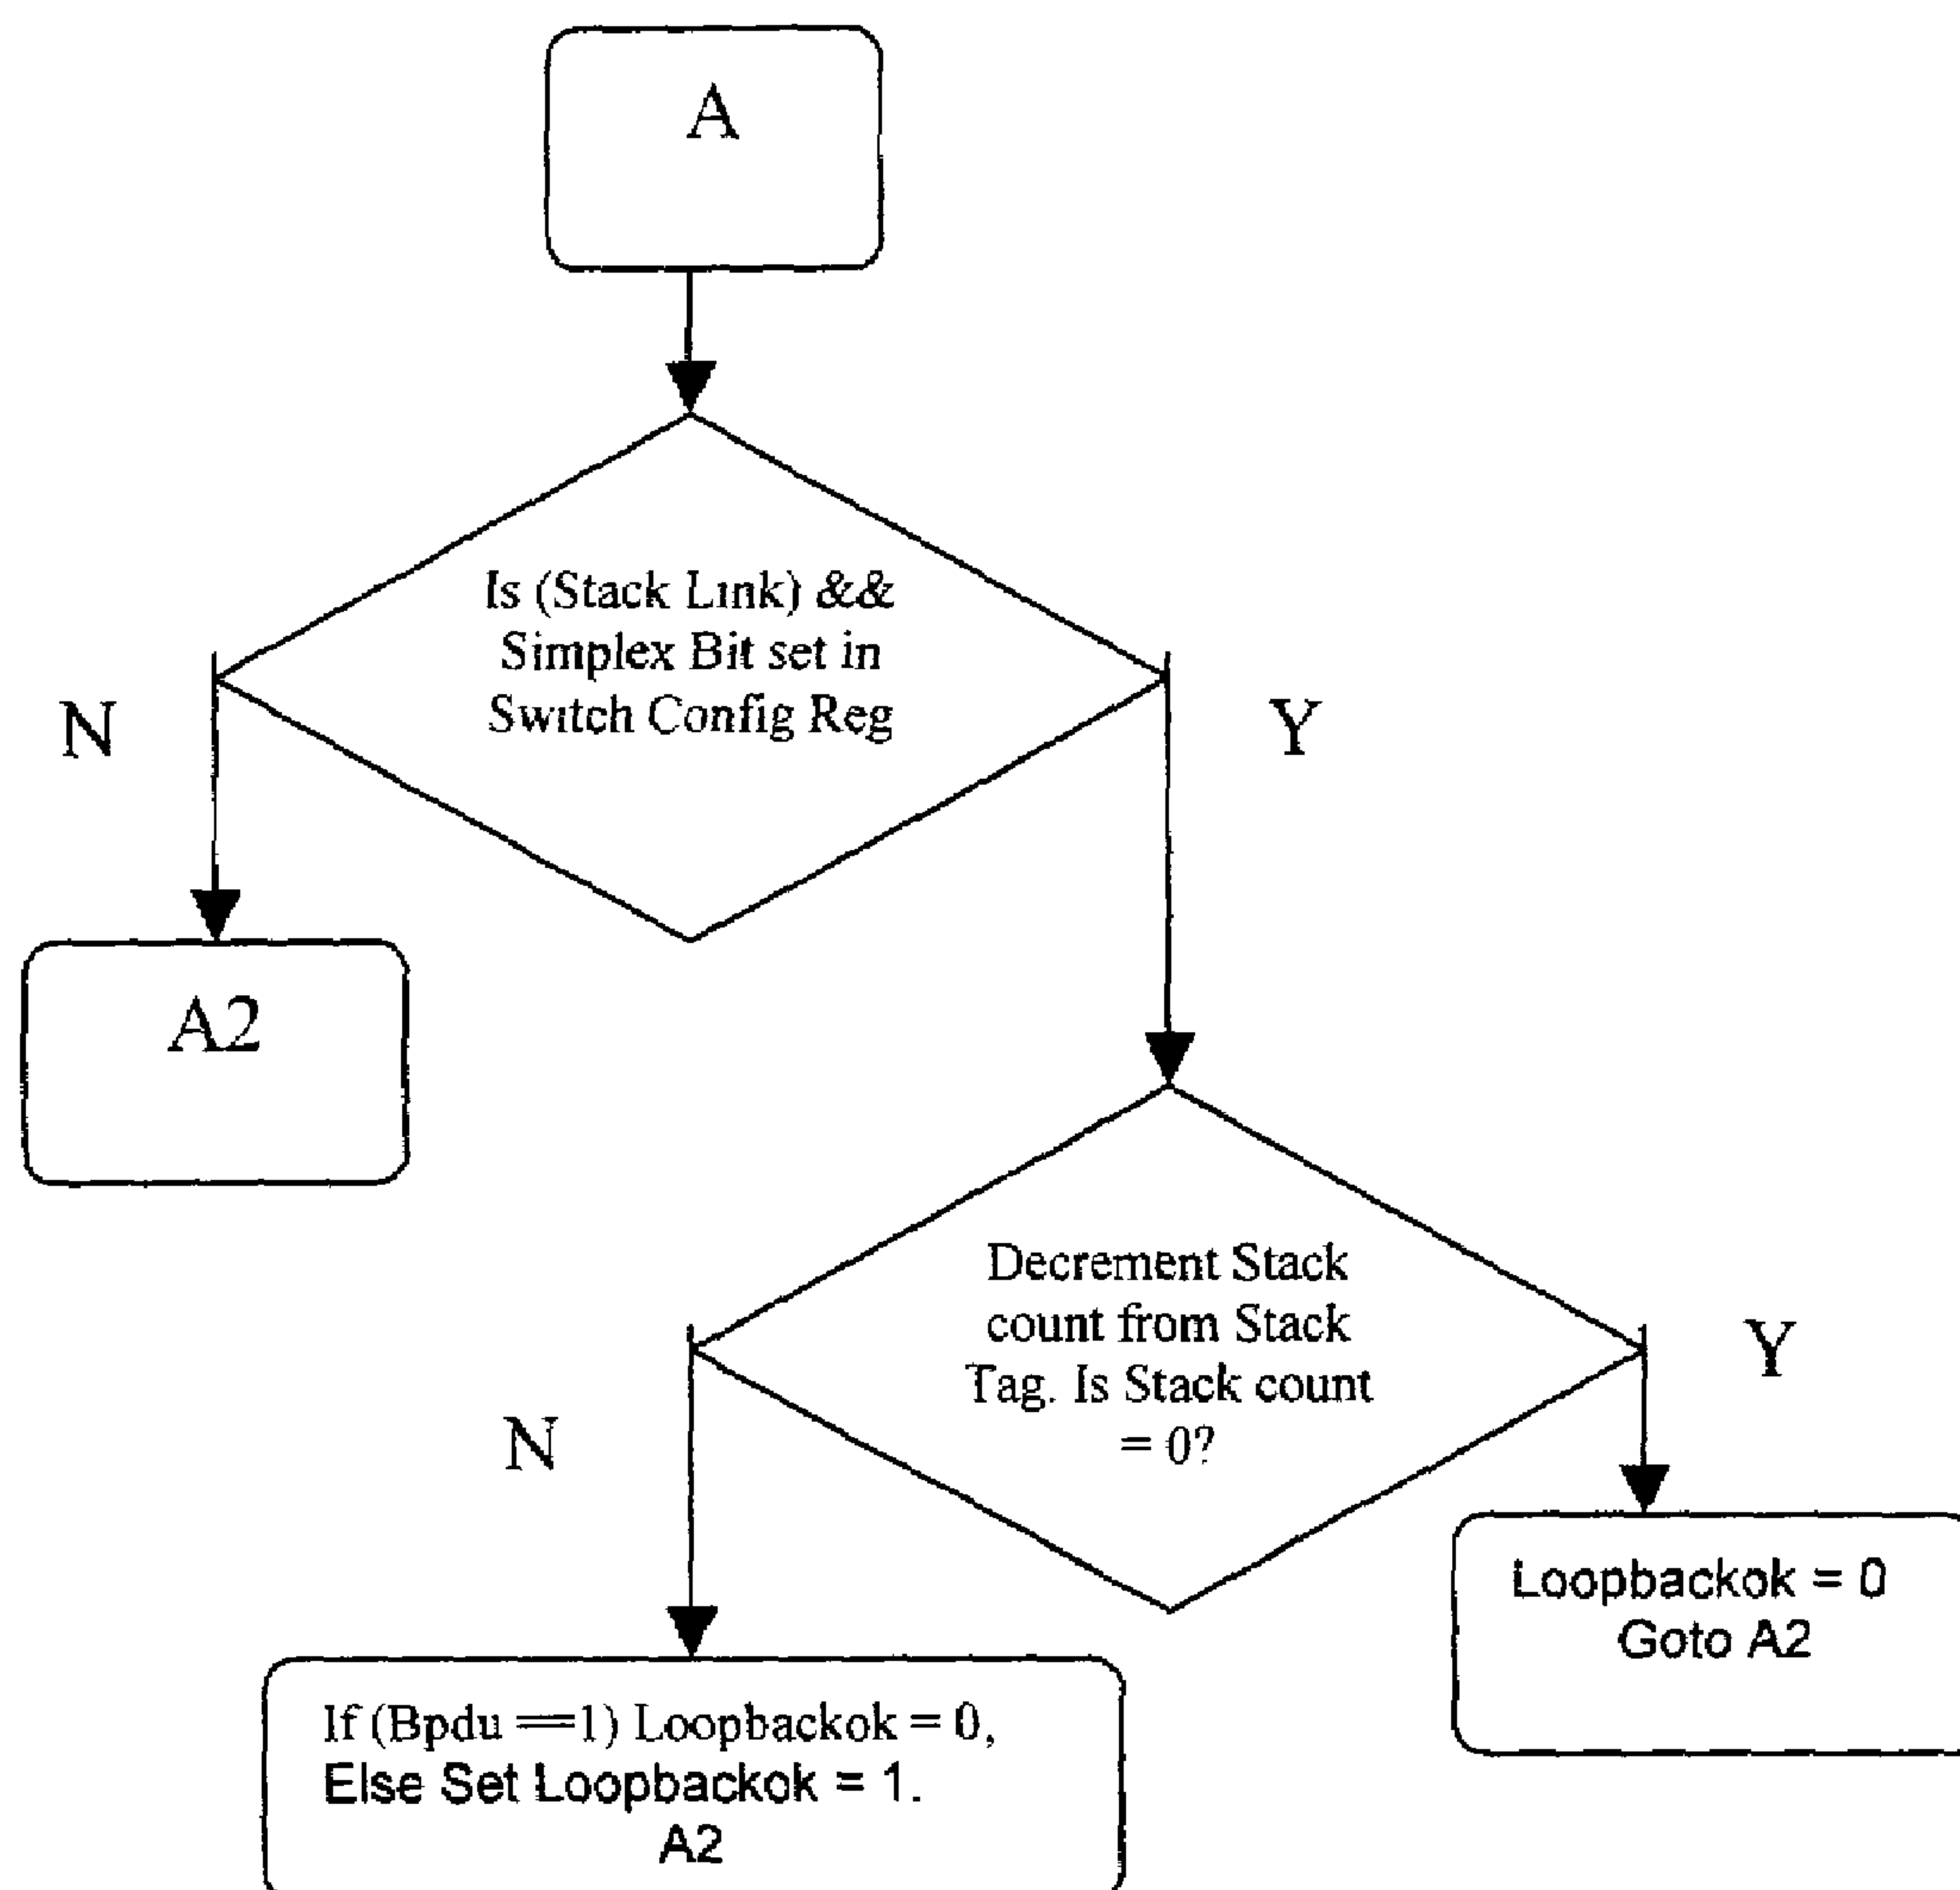 A
Is (Stack Link) &&
Simplex Bit set in
Switch Config Reg
N
Y
A2
Decrement Stack
count from Stack
Tag. Is Stack count
= 0?
N
Y
Loopbackok = 0
Goto A2
If (Bpdu ==1) Loopbackok = 0,
Else Set Loopbackok = 1.
A2